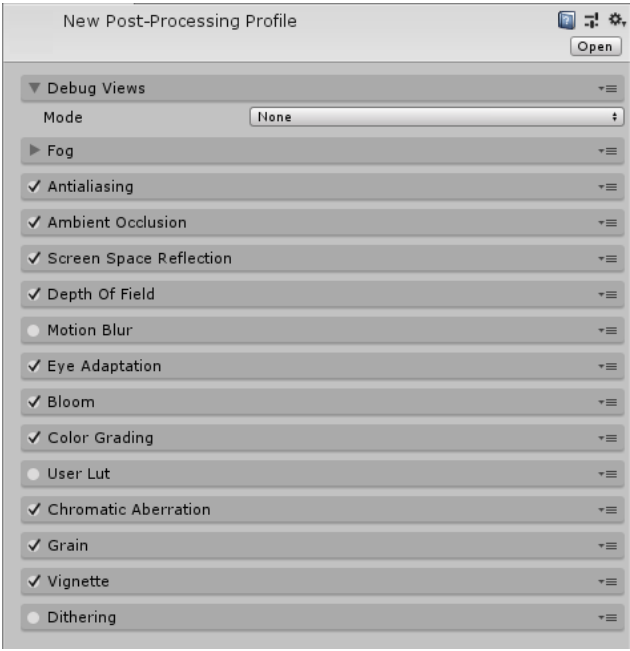 New Post-Processing Profile
Open
Debug Views
Mode None
Fog
Antialiasing
Ambient Occlusion
Screen Space Reflection
Depth Of Field
Motion Blur
Eye Adaptation
Bloom
Color Grading
User Lut
Chromatic Aberration
Grain
Vignette
Dithering